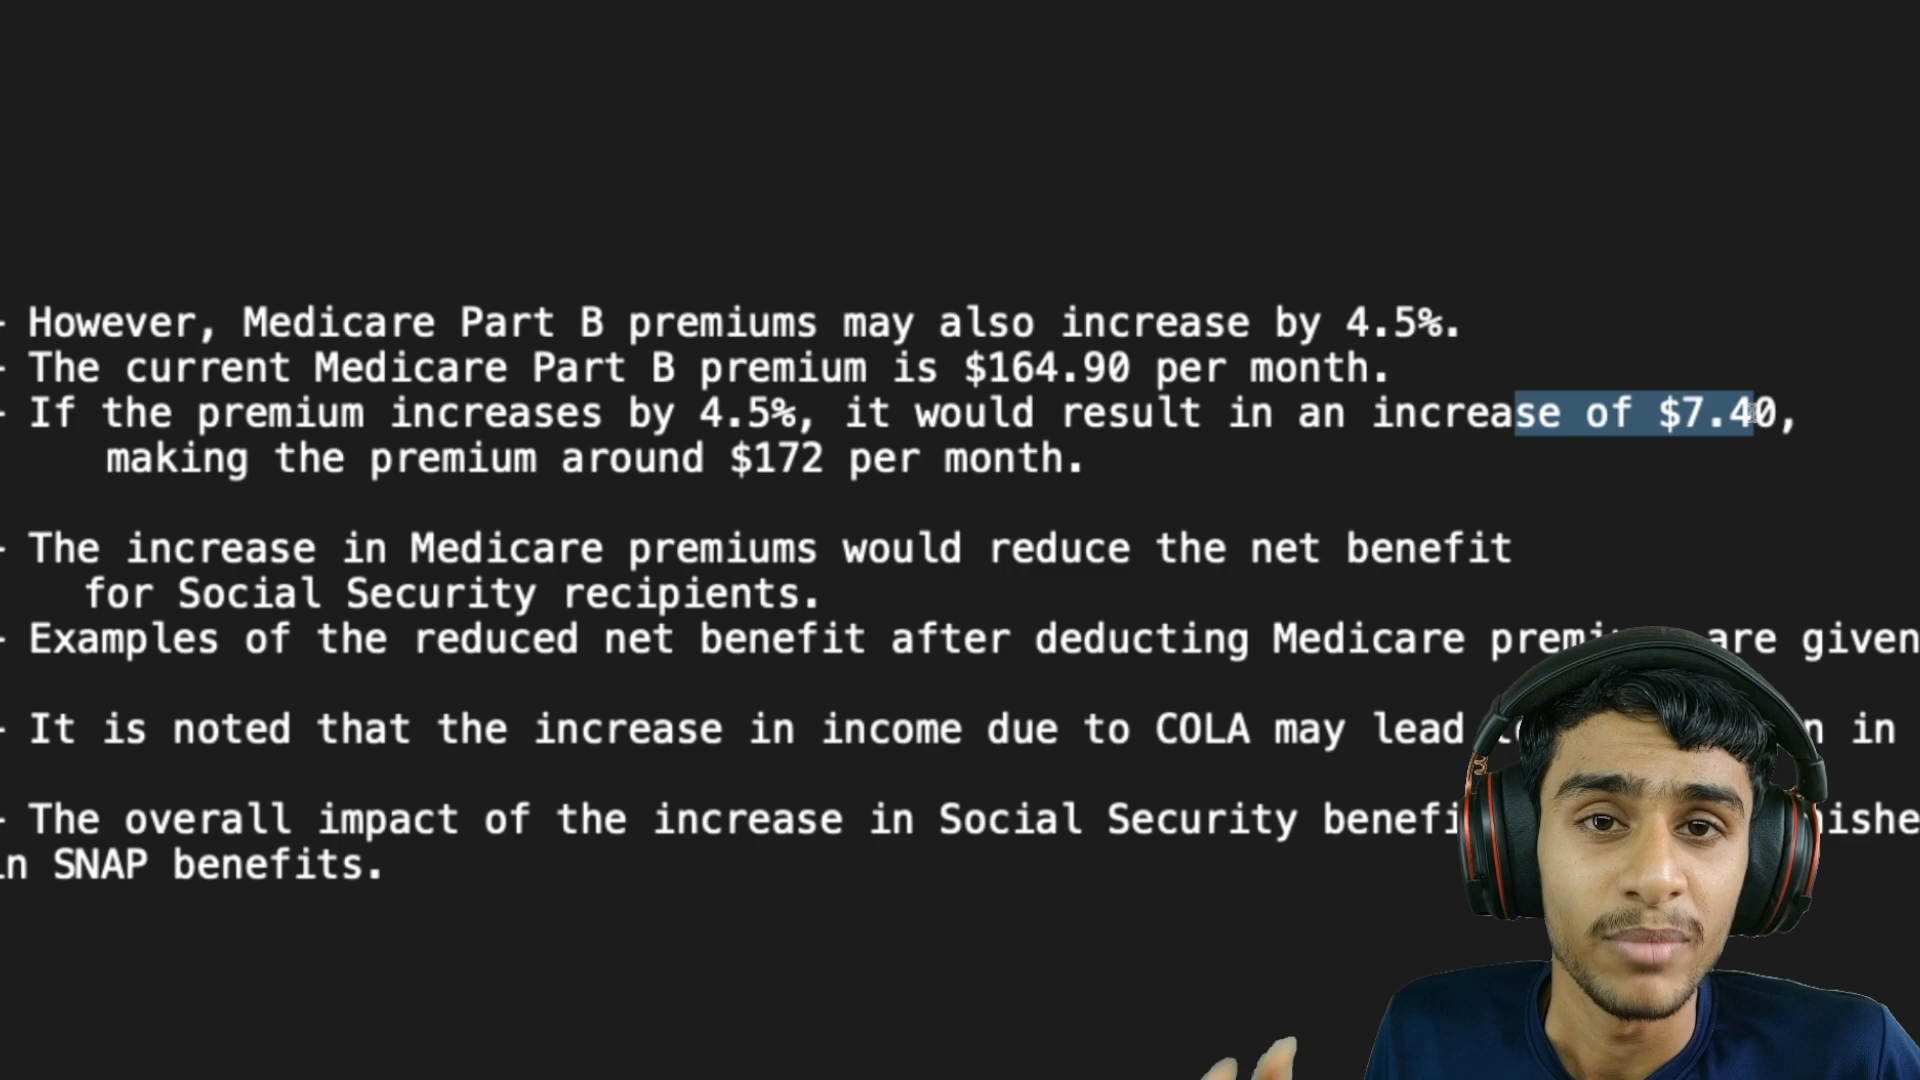 - However, Medicare Part B premiums may also increase by 4.5%.
- The current Medicare Part B premium is $164.90 per month.
- If the premium increases by 4.5%, it would result in an increase of $7.40,
making the premium around $172 per month.
- The increase in Medicare premiums would reduce the net benefit
for Social Security recipients.
- Examples of the reduced net benefit after deducting Medicare are given
- It is noted that the increase in income due to COLA may lead in
- The overall impact of the increase in Social Security
in SNAP benefits.